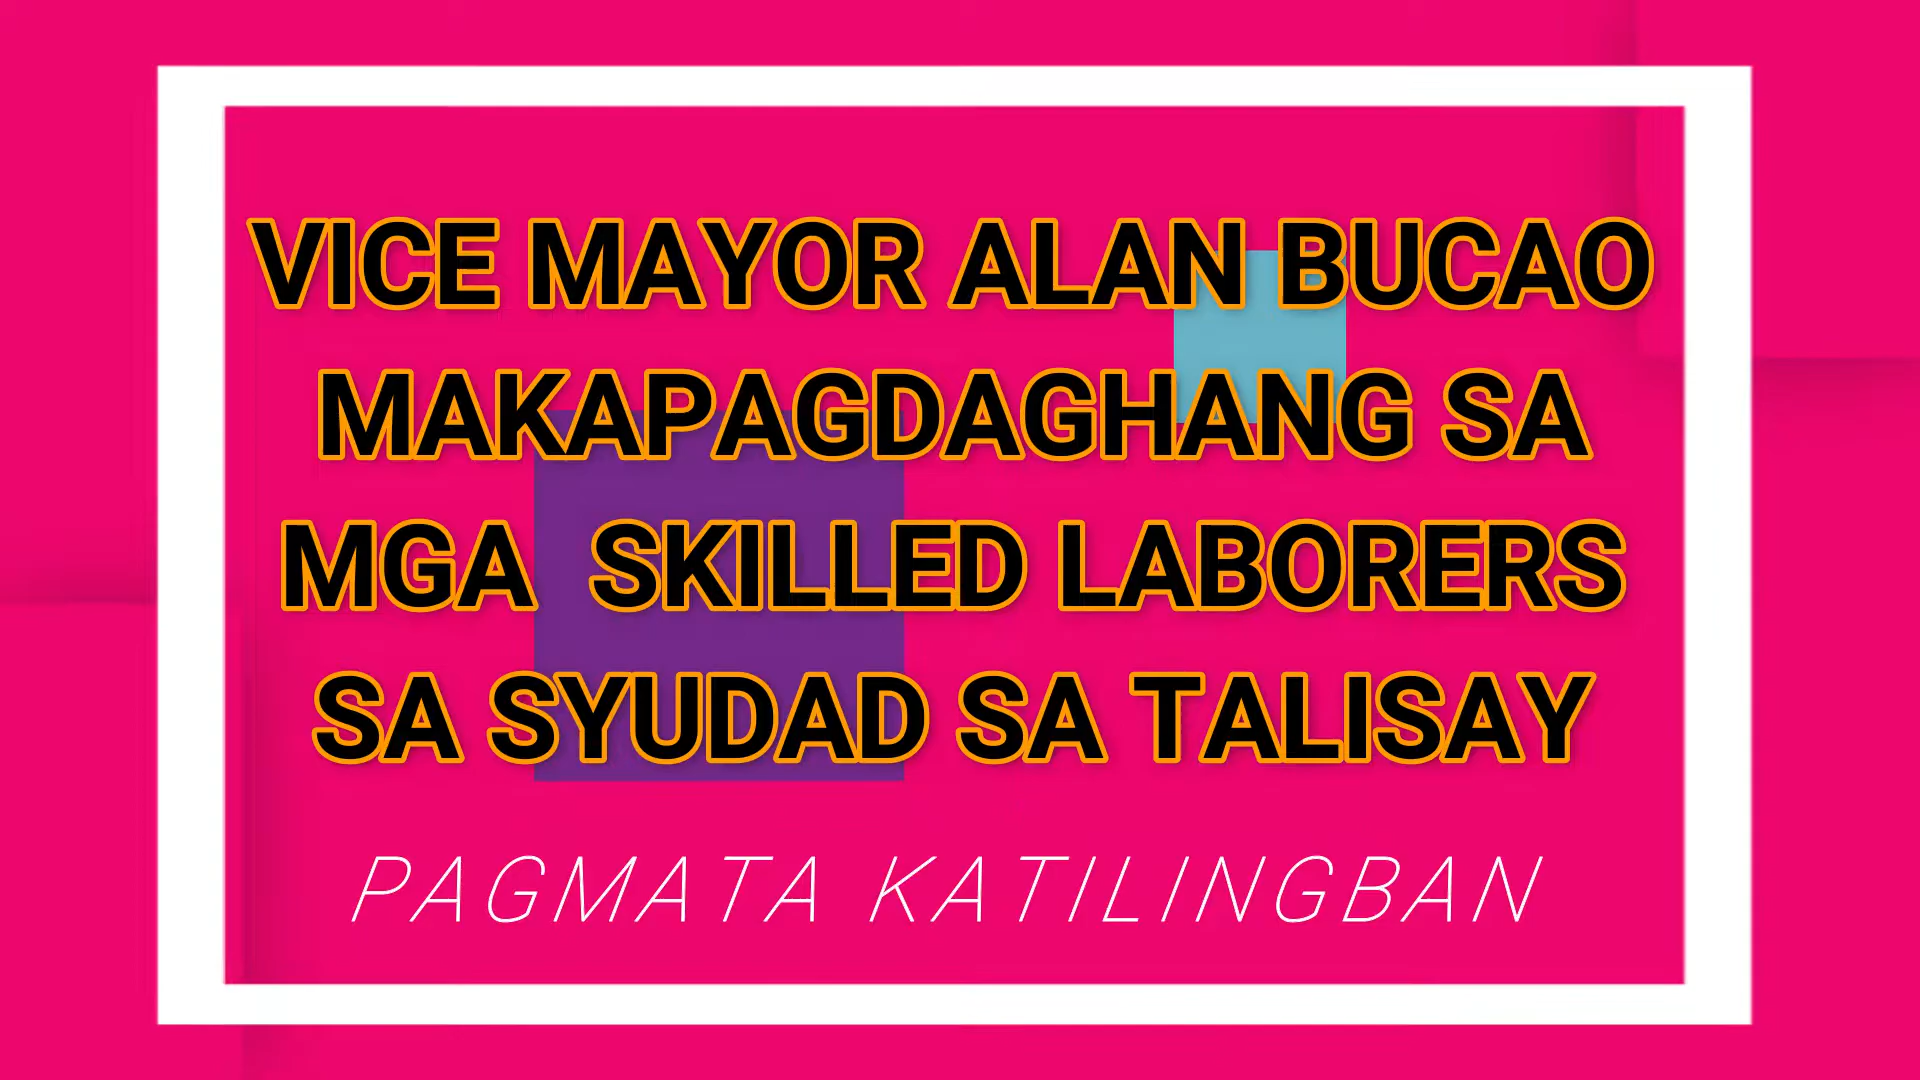 VICE MAYOR ALAN BUCAO
MAKAPAGDAGHANG SA
MGA  SKILLED LABORERS
SA SYUDAD SA TALISAY
PAGMATA KATILINGBAN